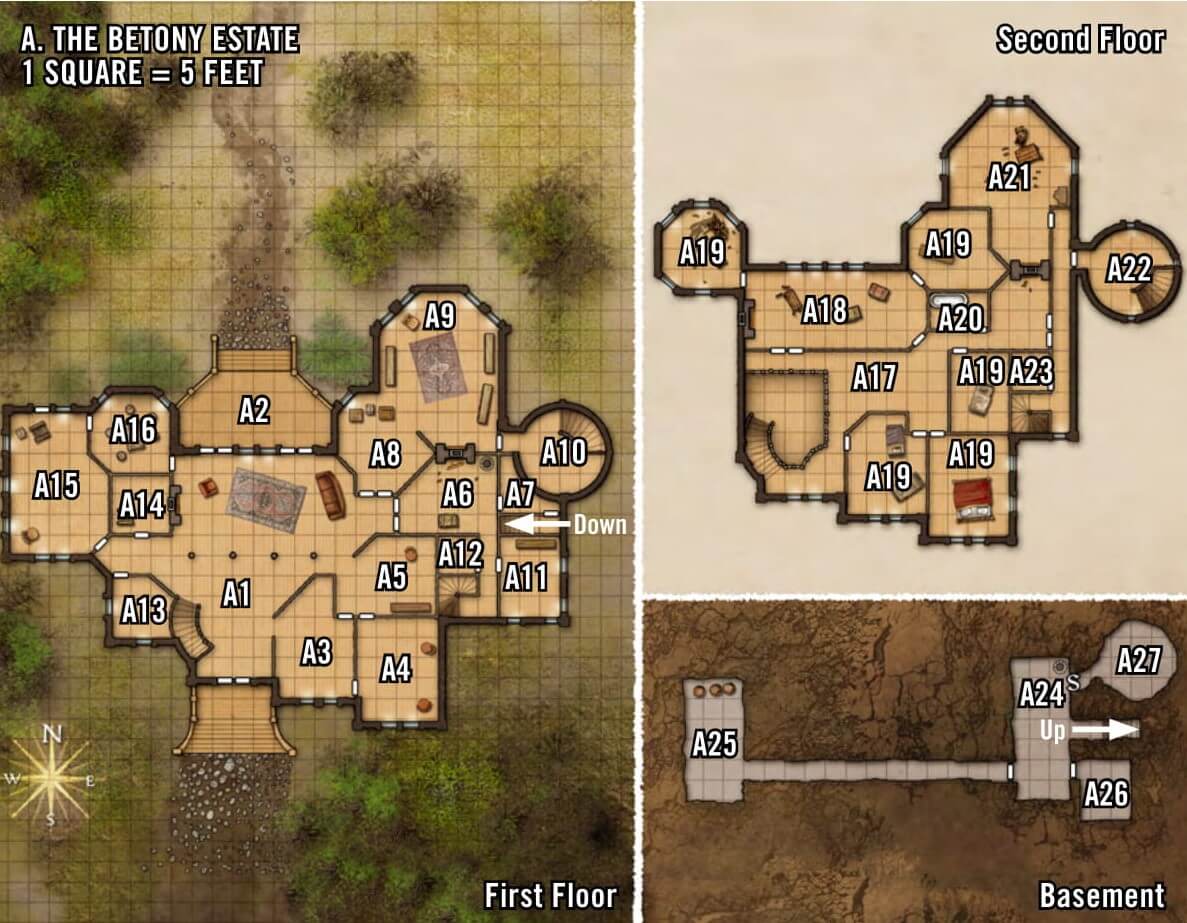 A. THE BETONY ESTATE
1 SQUARE = 5 FEET
A9
A2
A16
A8
A10
A15
A14
A6
A7
Down
A12
A5
A11
A1
A13
A3
A4
N
W E
S
First Floor
Second Floor
A21
A19
A19
A22
A18
A20
A17
A19
A23
A19
A19
A27
A24
S
Up
A25
A26
Basement